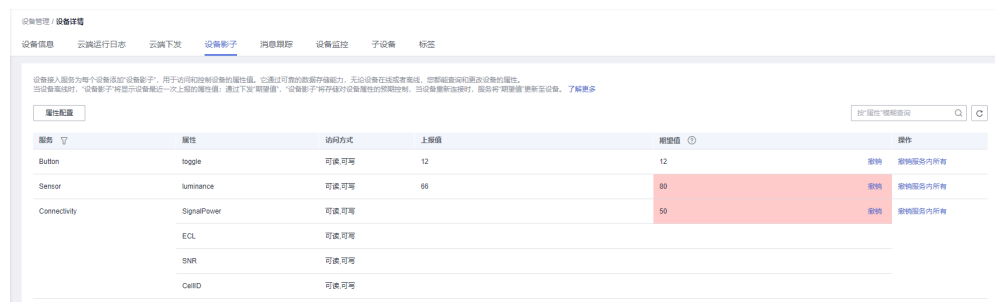 设备管理 / 设备详情
设备信息 云端运行日志 云端下发 设备影子 消息跟踪 设备监控 子设备 标签
设备接入服务为每个设备添加“设备影子”，用于访问和控制设备的属性值。它通过可靠的数据存储能力，无论设备在线或者离线，您都能查询和更改设备的属性。
当设备离线时，“设备影子”将显示设备最近一次上报的属性值；通过下发“期望值”，“设备影子”将存储对设备属性的预期控制，当设备重新连接时，服务将“期望值”更新至设备。 了解更多
属性配置 按“属性”模糊查询
服务 属性 访问方式 上报值 期望值 操作
Button toggle 可读,可写 12 12 撤销 撤销服务内所有
Sensor luminance 可读,可写 66 80 撤销 撤销服务内所有
Connectivity SignalPower 可读,可写 50 撤销 撤销服务内所有
ECL 可读,可写
SNR 可读,可写
CellID 可读,可写